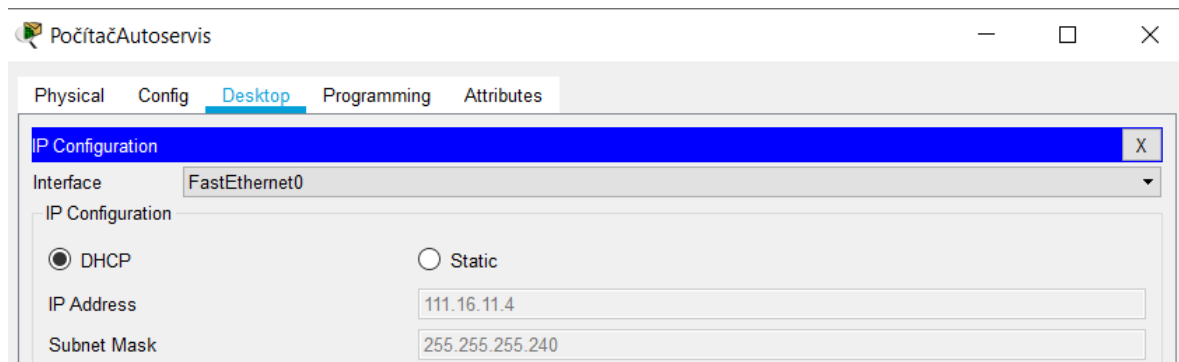 PočítačAutoservis
Physical Config Desktop Programming Attributes
IP Configuration X
Interface FastEthernet0
IP Configuration
DHCP Static
IP Address 111.16.11.4
Subnet Mask 255.255.255.240